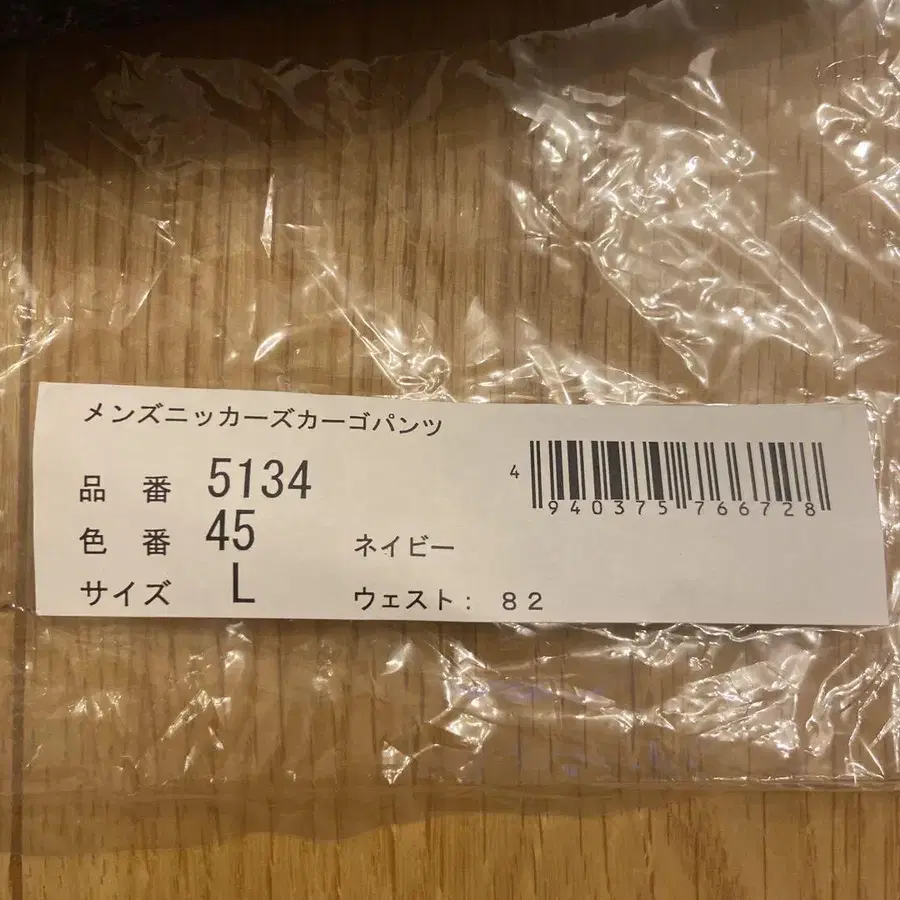 メンズニッカーズカーゴパンツ
品 番 5134
色 番 45 ネイビー
サイズ L ウェスト: 82
4 940375 766728